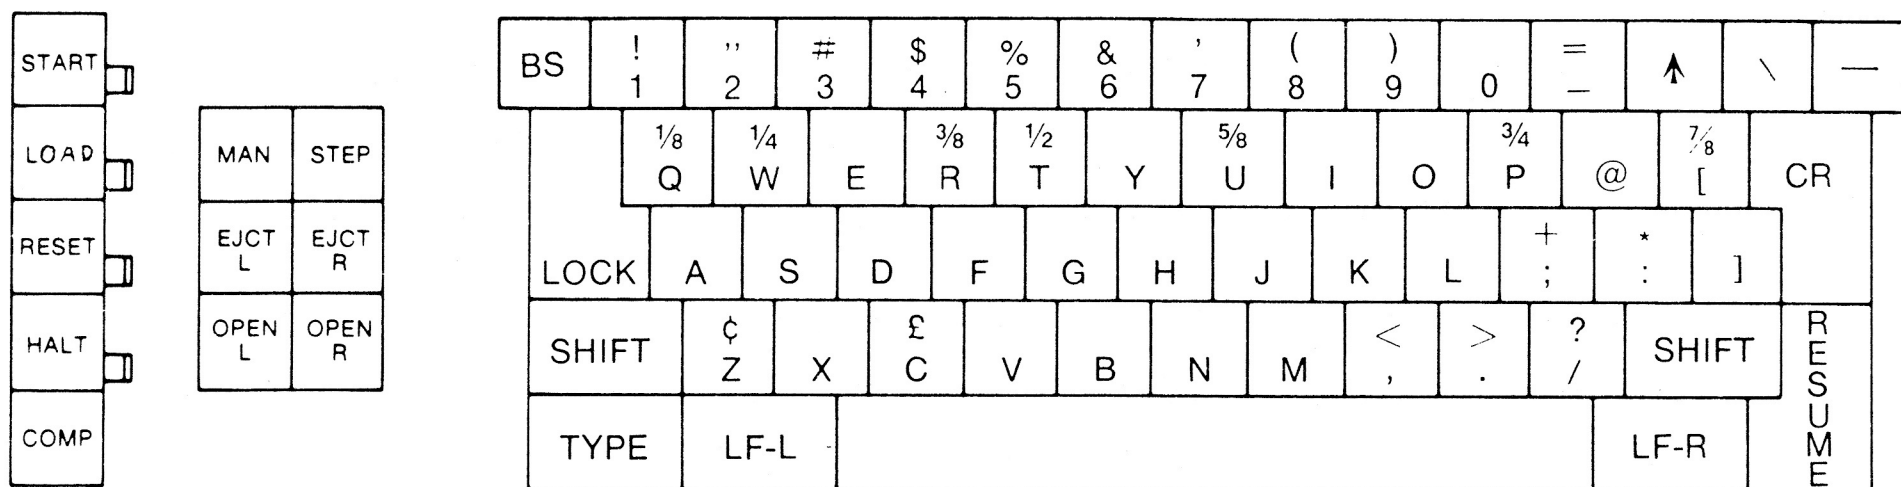 START
LOAD
RESET
HALT
COMP
MAN STEP
EJCT L EJCT R
OPEN L OPEN R
BS ! 1 '' 2 # 3 $ 4 % 5 & 6 ' 7 ( 8 ) 9 0 = – ↑ \ —
⅛ Q ¼ W E ⅜ R ½ T Y ⅝ U I O ¾ P @ ⅞ [ CR
LOCK A S D F G H J K L + ; * : ]
SHIFT ¢ Z X £ C V B N M < , > . ? / SHIFT
RESUME
TYPE LF-L LF-R